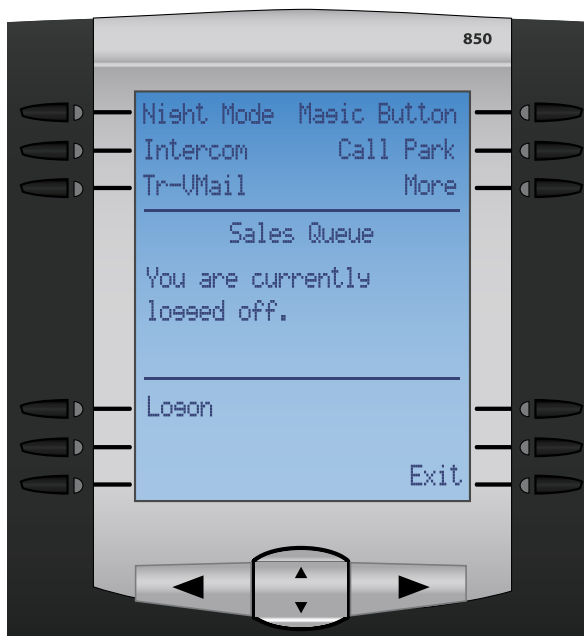 850
Night Mode Magic Button
Intercom Call Park
Tr-VMail More
Sales Queue
You are currently
logged off.
Logon
Exit